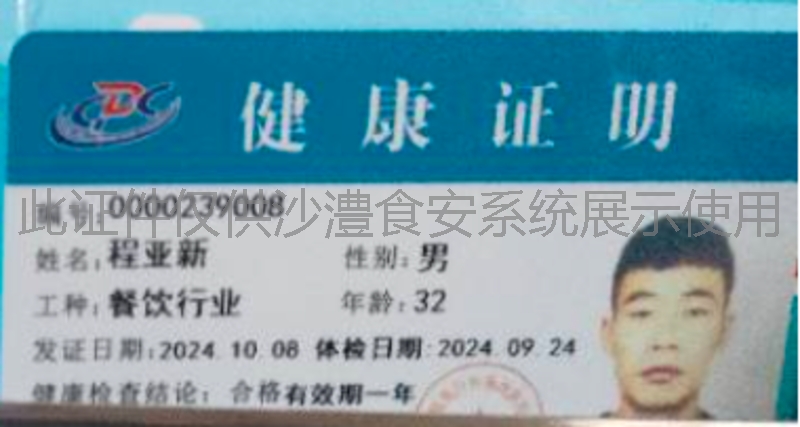 健康证明
编号:0000239008
此证件仅供沙澧食安系统展示使用
姓名:程亚新 性别:男
工种:餐饮行业 年龄:32
发证日期:2024.10.08 体检日期:2024.09.24
健康检查结论:合格有效期一年